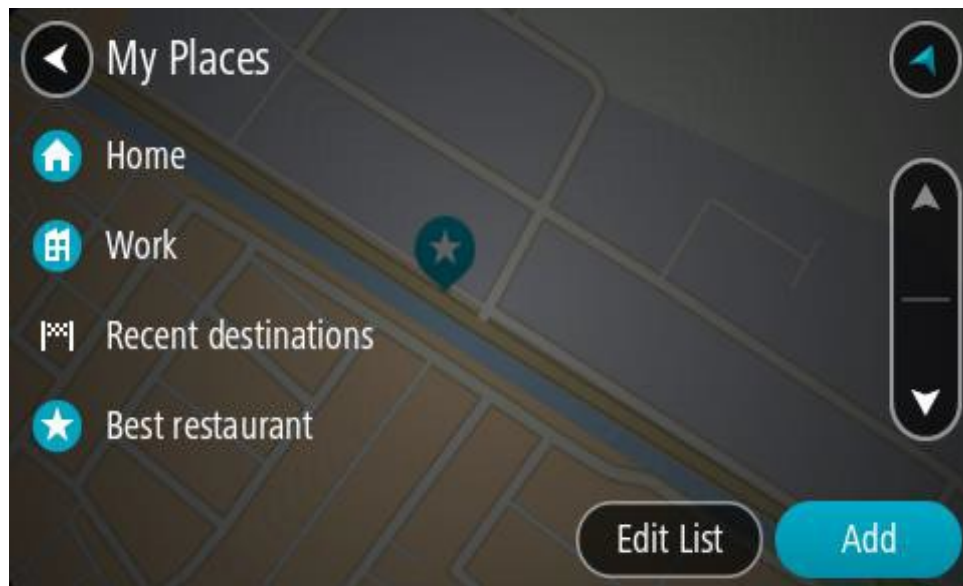 My Places
Home
Work
Recent destinations
Best restaurant
Edit List
Add